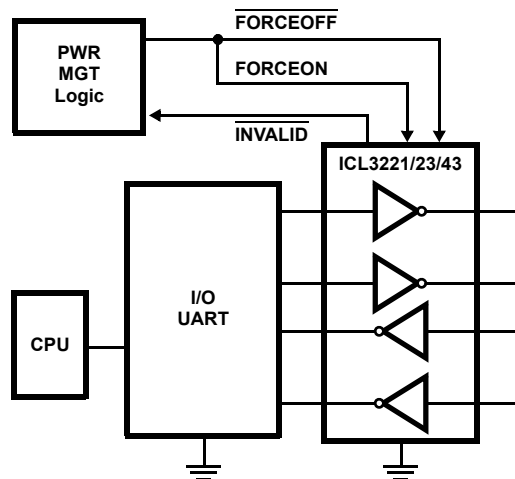 FORCEOFF
PWR
MGT
Logic
FORCEON
INVALID
ICL3221/23/43
I/O
UART
CPU